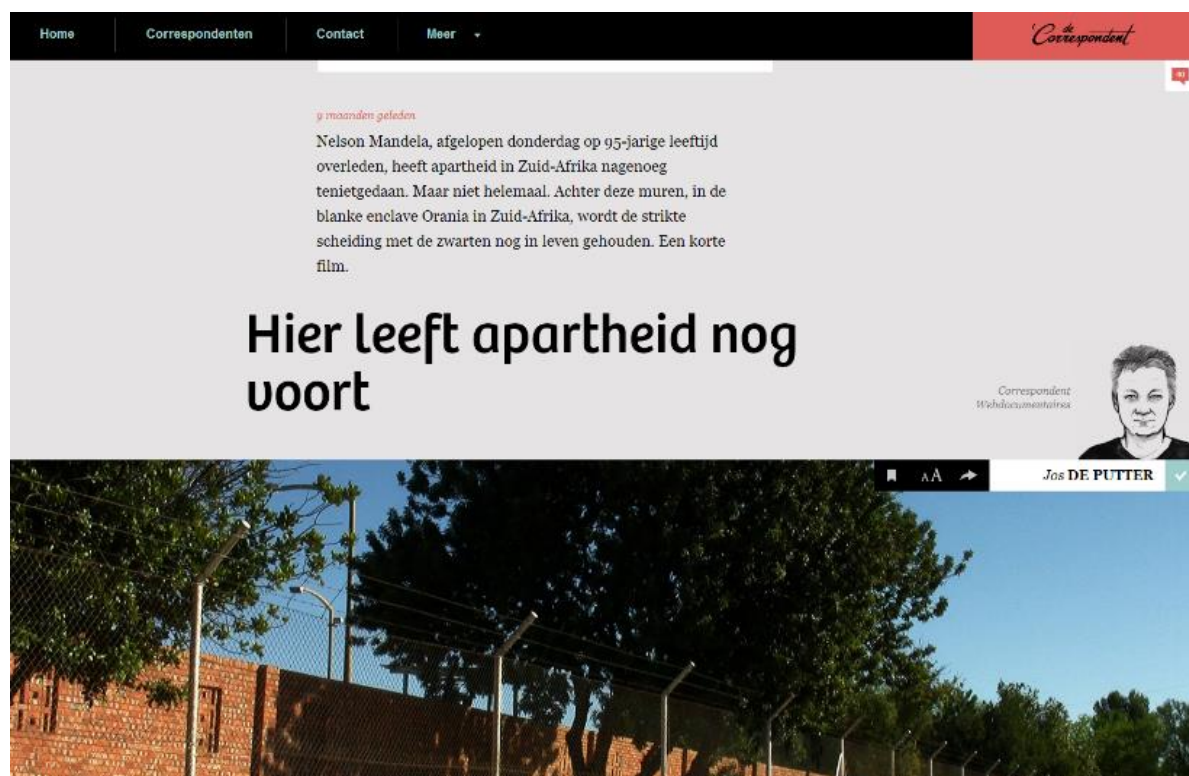 Home Correspondenten Contact Meer
de Correspondent
9 maanden geleden
Nelson Mandela, afgelopen donderdag op 95-jarige leeftijd
overleden, heeft apartheid in Zuid-Afrika nagenoeg
tenietgedaan. Maar niet helemaal. Achter deze muren, in de
blanke enclave Orania in Zuid-Afrika, wordt de strikte
scheiding met de zwarten nog in leven gehouden. Een korte
film.
Hier leeft apartheid nog
voort
Correspondent
Webdocumentaires
AA
Jos DE PUTTER